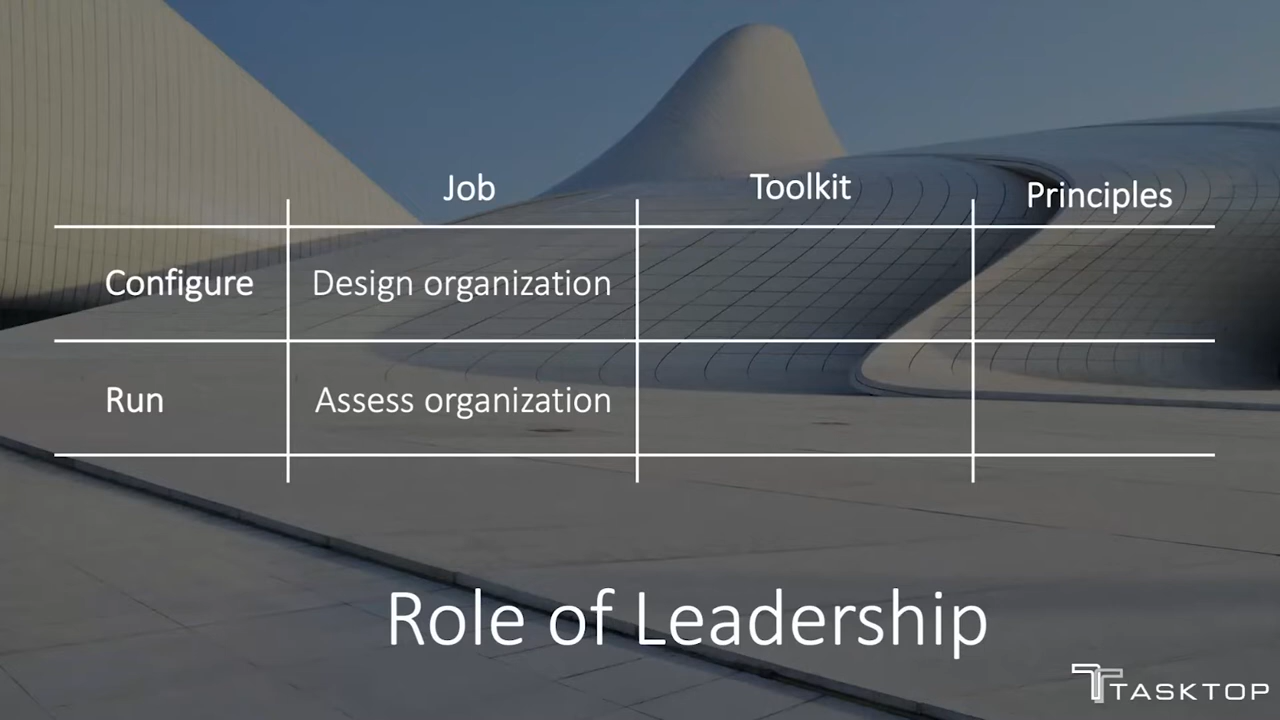 Job Toolkit Principles
Configure Design organization
Run Assess organization
Role of Leadership
TASKTOP